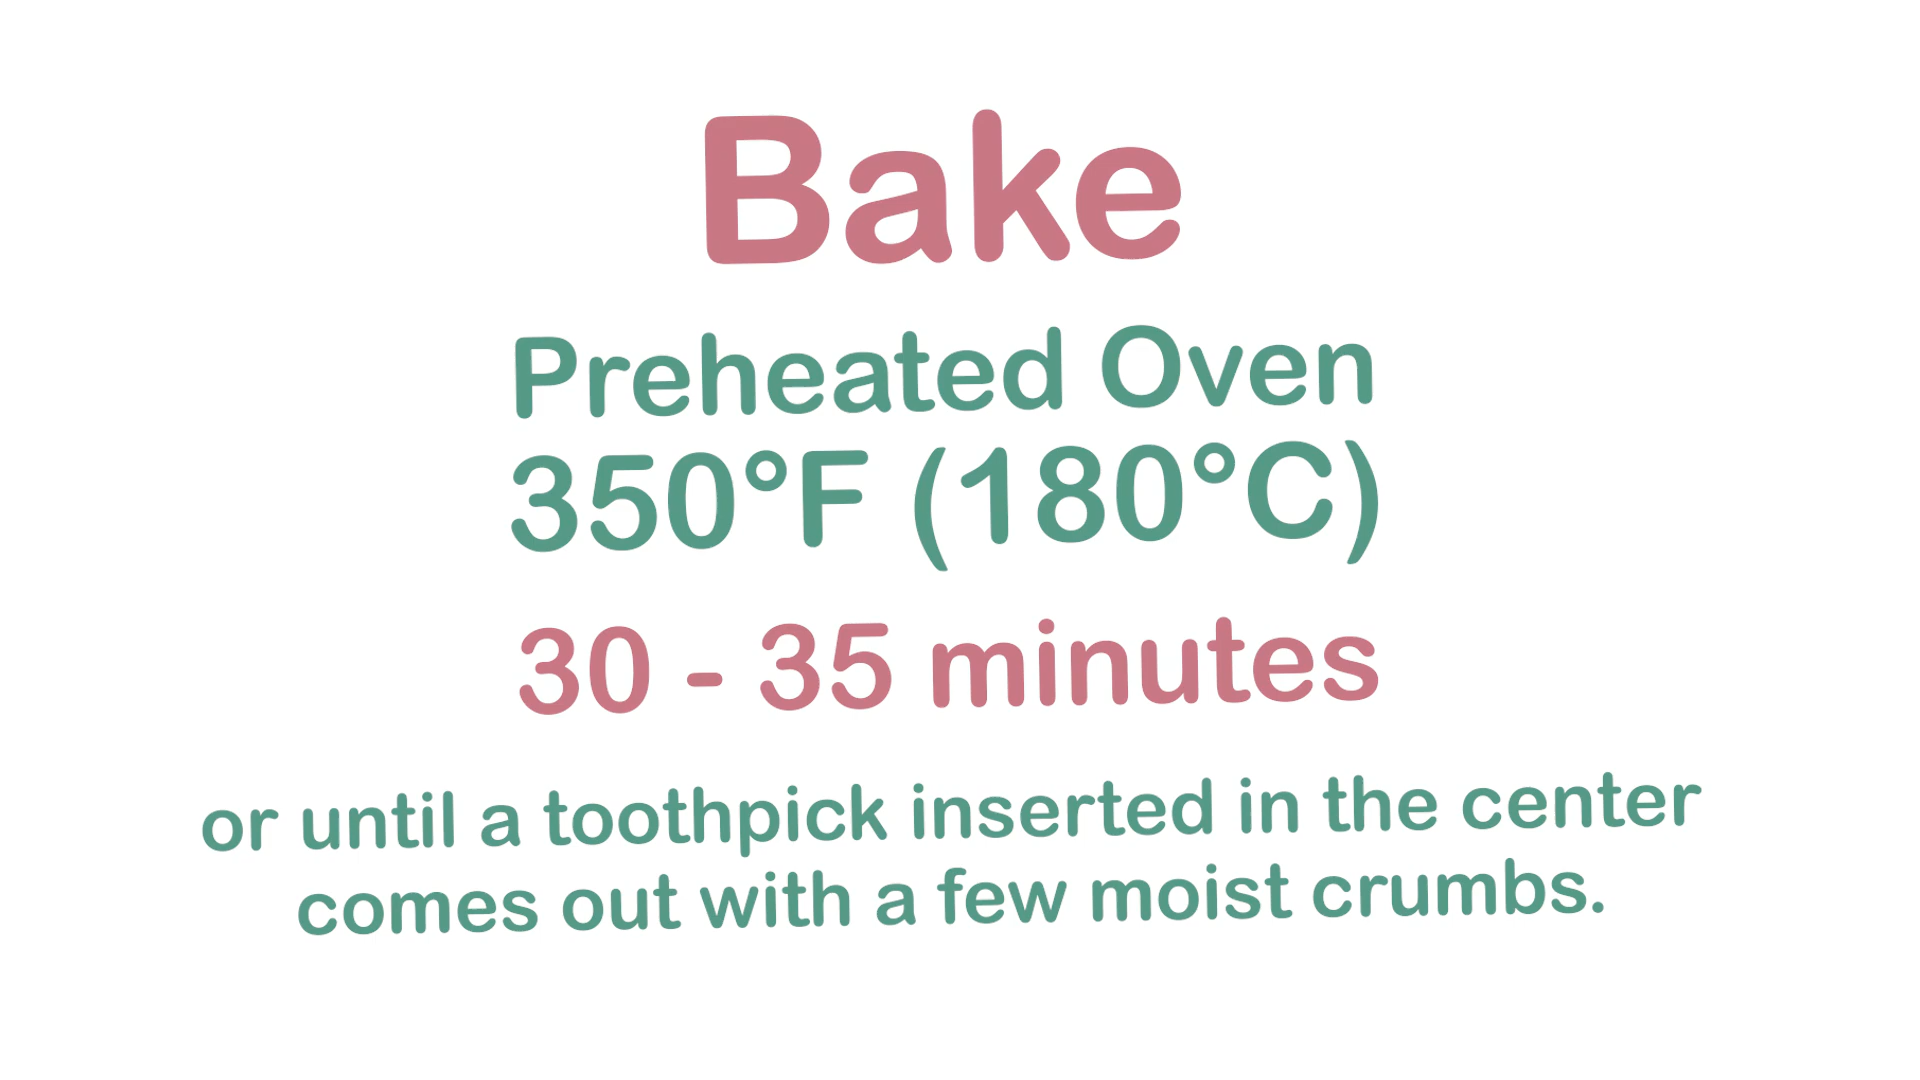 Bake
Preheated Oven
350°F (180°C)
30 - 35 minutes
or until a toothpick inserted in the center
comes out with a few moist crumbs.